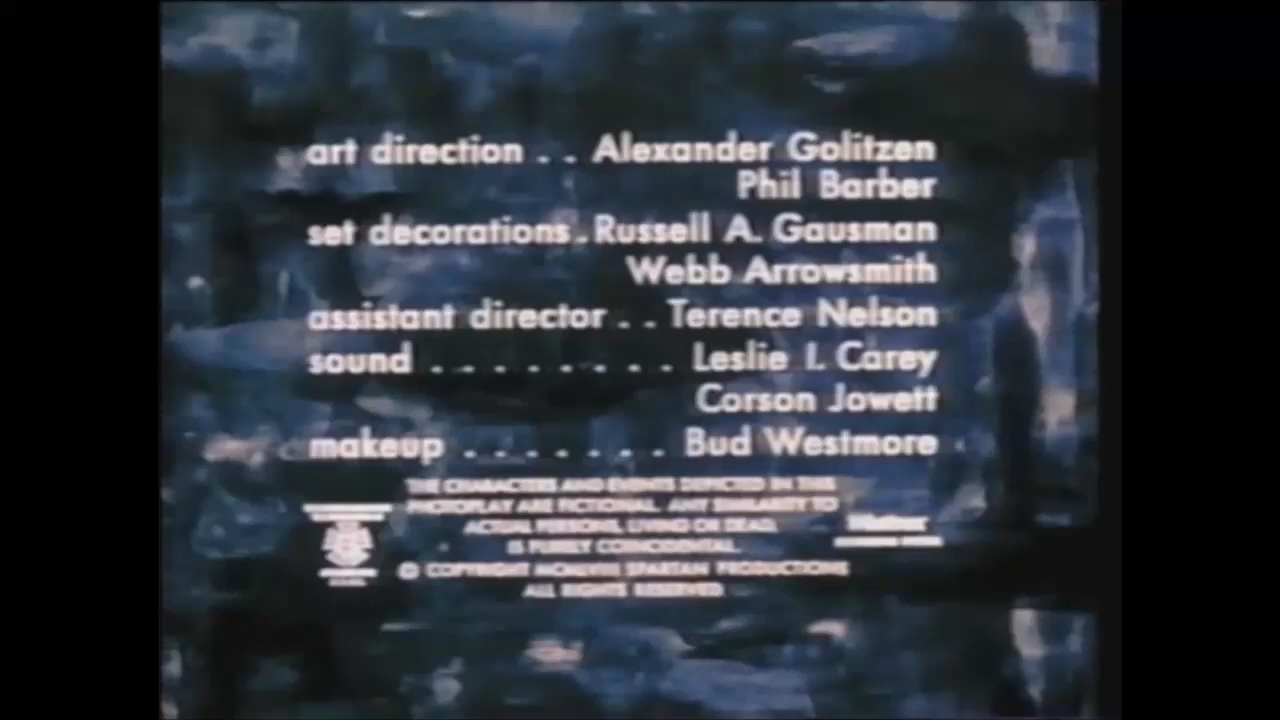 art direction . . Alexander Golitzen
Phil Barber
set decorations . Russell A. Gausman
Webb Arrowsmith
assistant director . . Terence Nelson
sound . . . . . . . . . Leslie I. Carey
Corson Jowett
makeup . . . . . . . Bud Westmore
THE CHARACTERS AND EVENTS DEPICTED IN THIS
PHOTOPLAY ARE FICTIONAL. ANY SIMILARITY TO
ACTUAL PERSONS, LIVING OR DEAD,
IS PURELY COINCIDENTAL.
© COPYRIGHT MCMLVIII SPARTAN PRODUCTIONS
ALL RIGHTS RESERVED